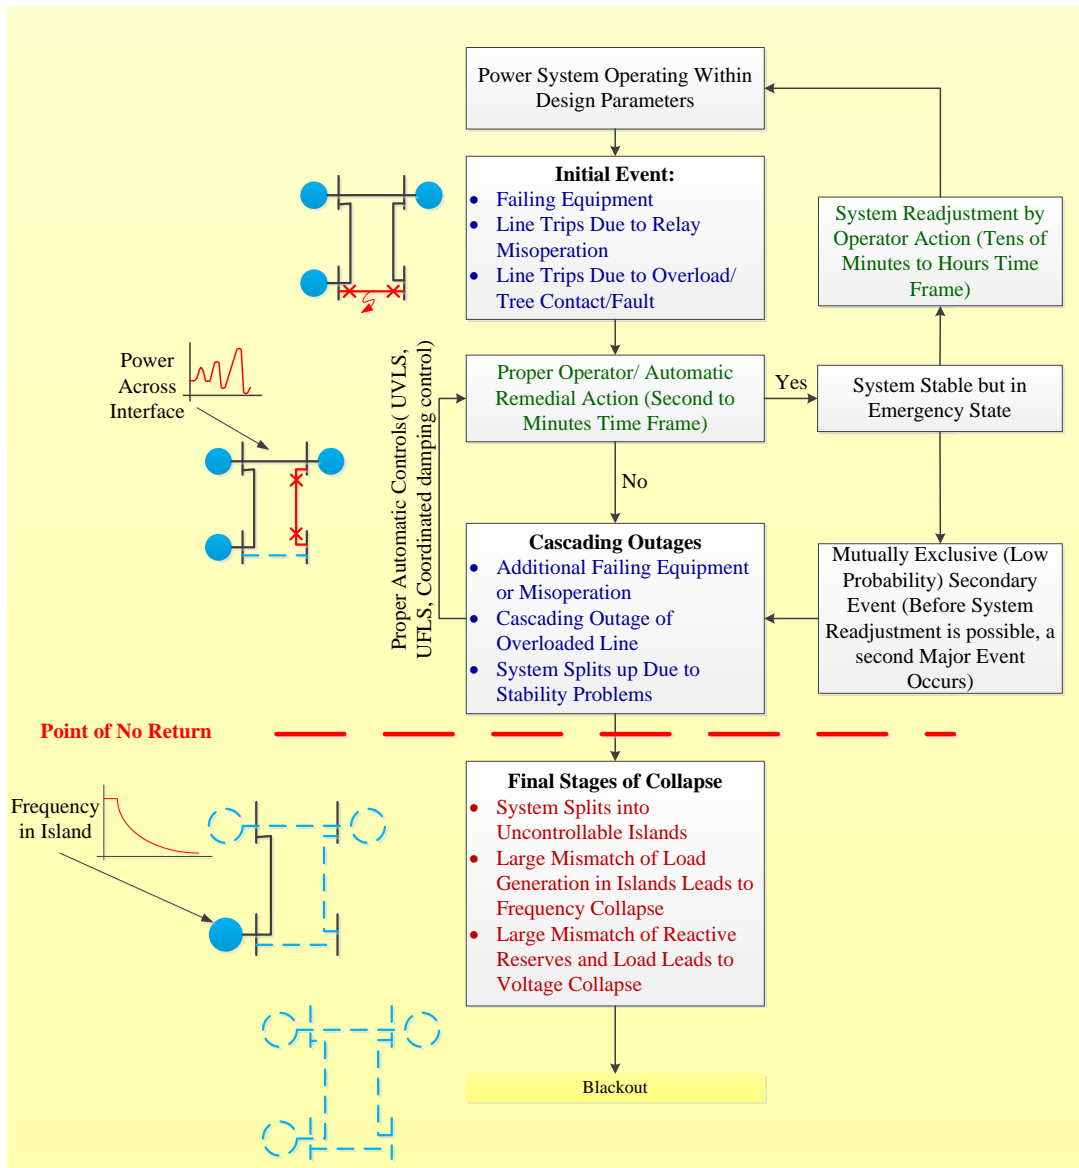 Power System Operating Within
Design Parameters
Initial Event:
• Failing Equipment
• Line Trips Due to Relay
Misoperation
• Line Trips Due to Overload/
Tree Contact/Fault
System Readjustment by
Operator Action (Tens of
Minutes to Hours Time
Frame)
Power
Across
Interface
Proper Automatic Controls( UVLS,
UFLS, Coordinated damping control)
Proper Operator/ Automatic
Remedial Action (Second to
Minutes Time Frame)
Yes
System Stable but in
Emergency State
No
Cascading Outages
• Additional Failing Equipment
or Misoperation
• Cascading Outage of
Overloaded Line
• System Splits up Due to
Stability Problems
Mutually Exclusive (Low
Probability) Secondary
Event (Before System
Readjustment is possible, a
second Major Event
Occurs)
Point of No Return
Frequency
in Island
Final Stages of Collapse
• System Splits into
Uncontrollable Islands
• Large Mismatch of Load
Generation in Islands Leads to
Frequency Collapse
• Large Mismatch of Reactive
Reserves and Load Leads to
Voltage Collapse
Blackout